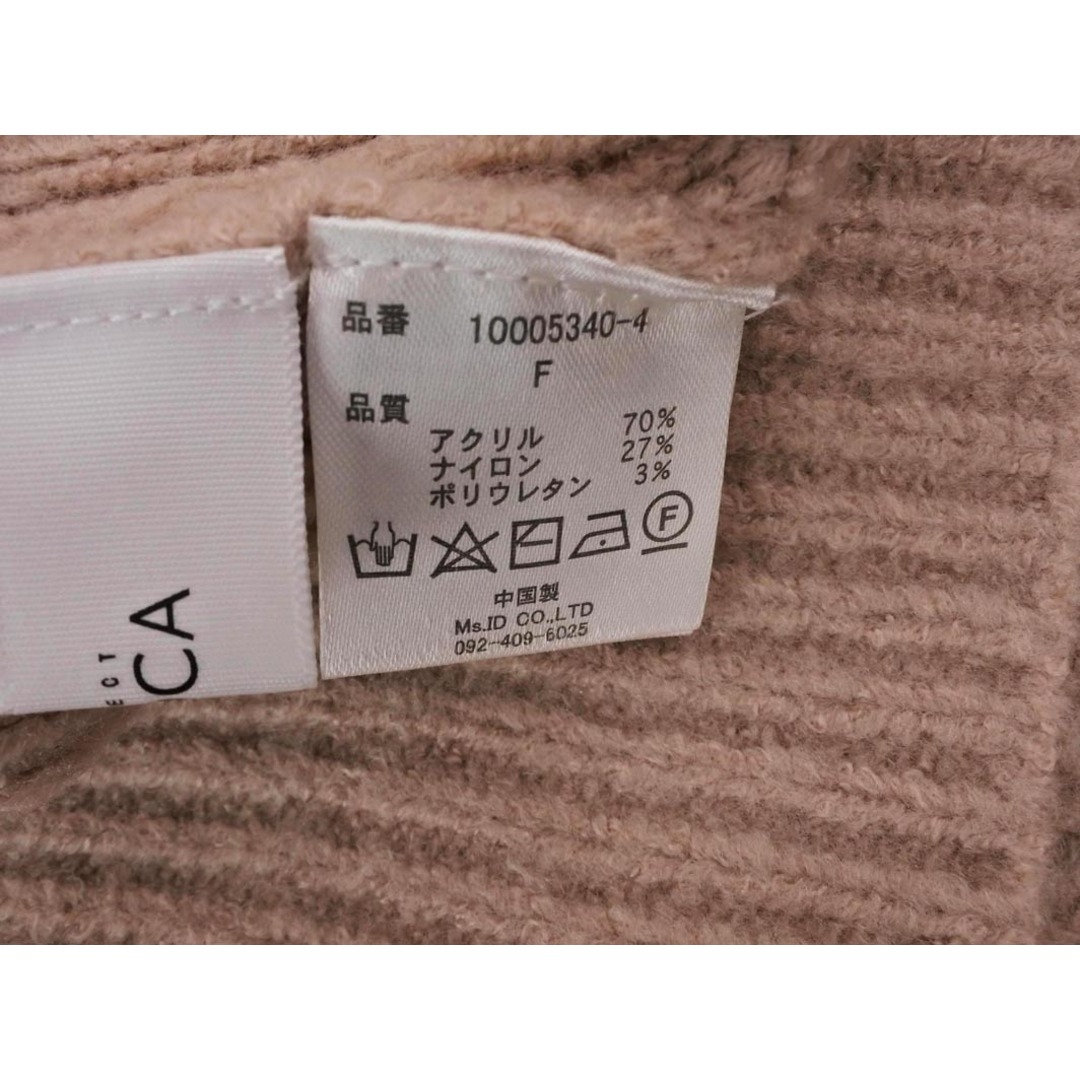 品番 10005340-4
F
品質
アクリル 70%
ナイロン 27%
ポリウレタン 3%
F
中国製
Ms.ID CO.,LTD
092-409-6025
ECT
CA